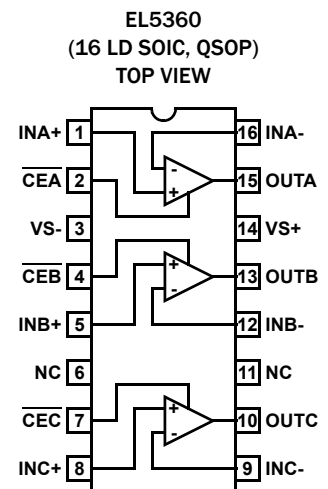 EL5360
(16 LD SOIC, QSOP)
TOP VIEW
INA+ 1 16 INA-
CEA 2 - + 15 OUTA
VS- 3 14 VS+
CEB 4 + - 13 OUTB
INB+ 5 12 INB-
NC 6 11 NC
CEC 7 + - 10 OUTC
INC+ 8 9 INC-